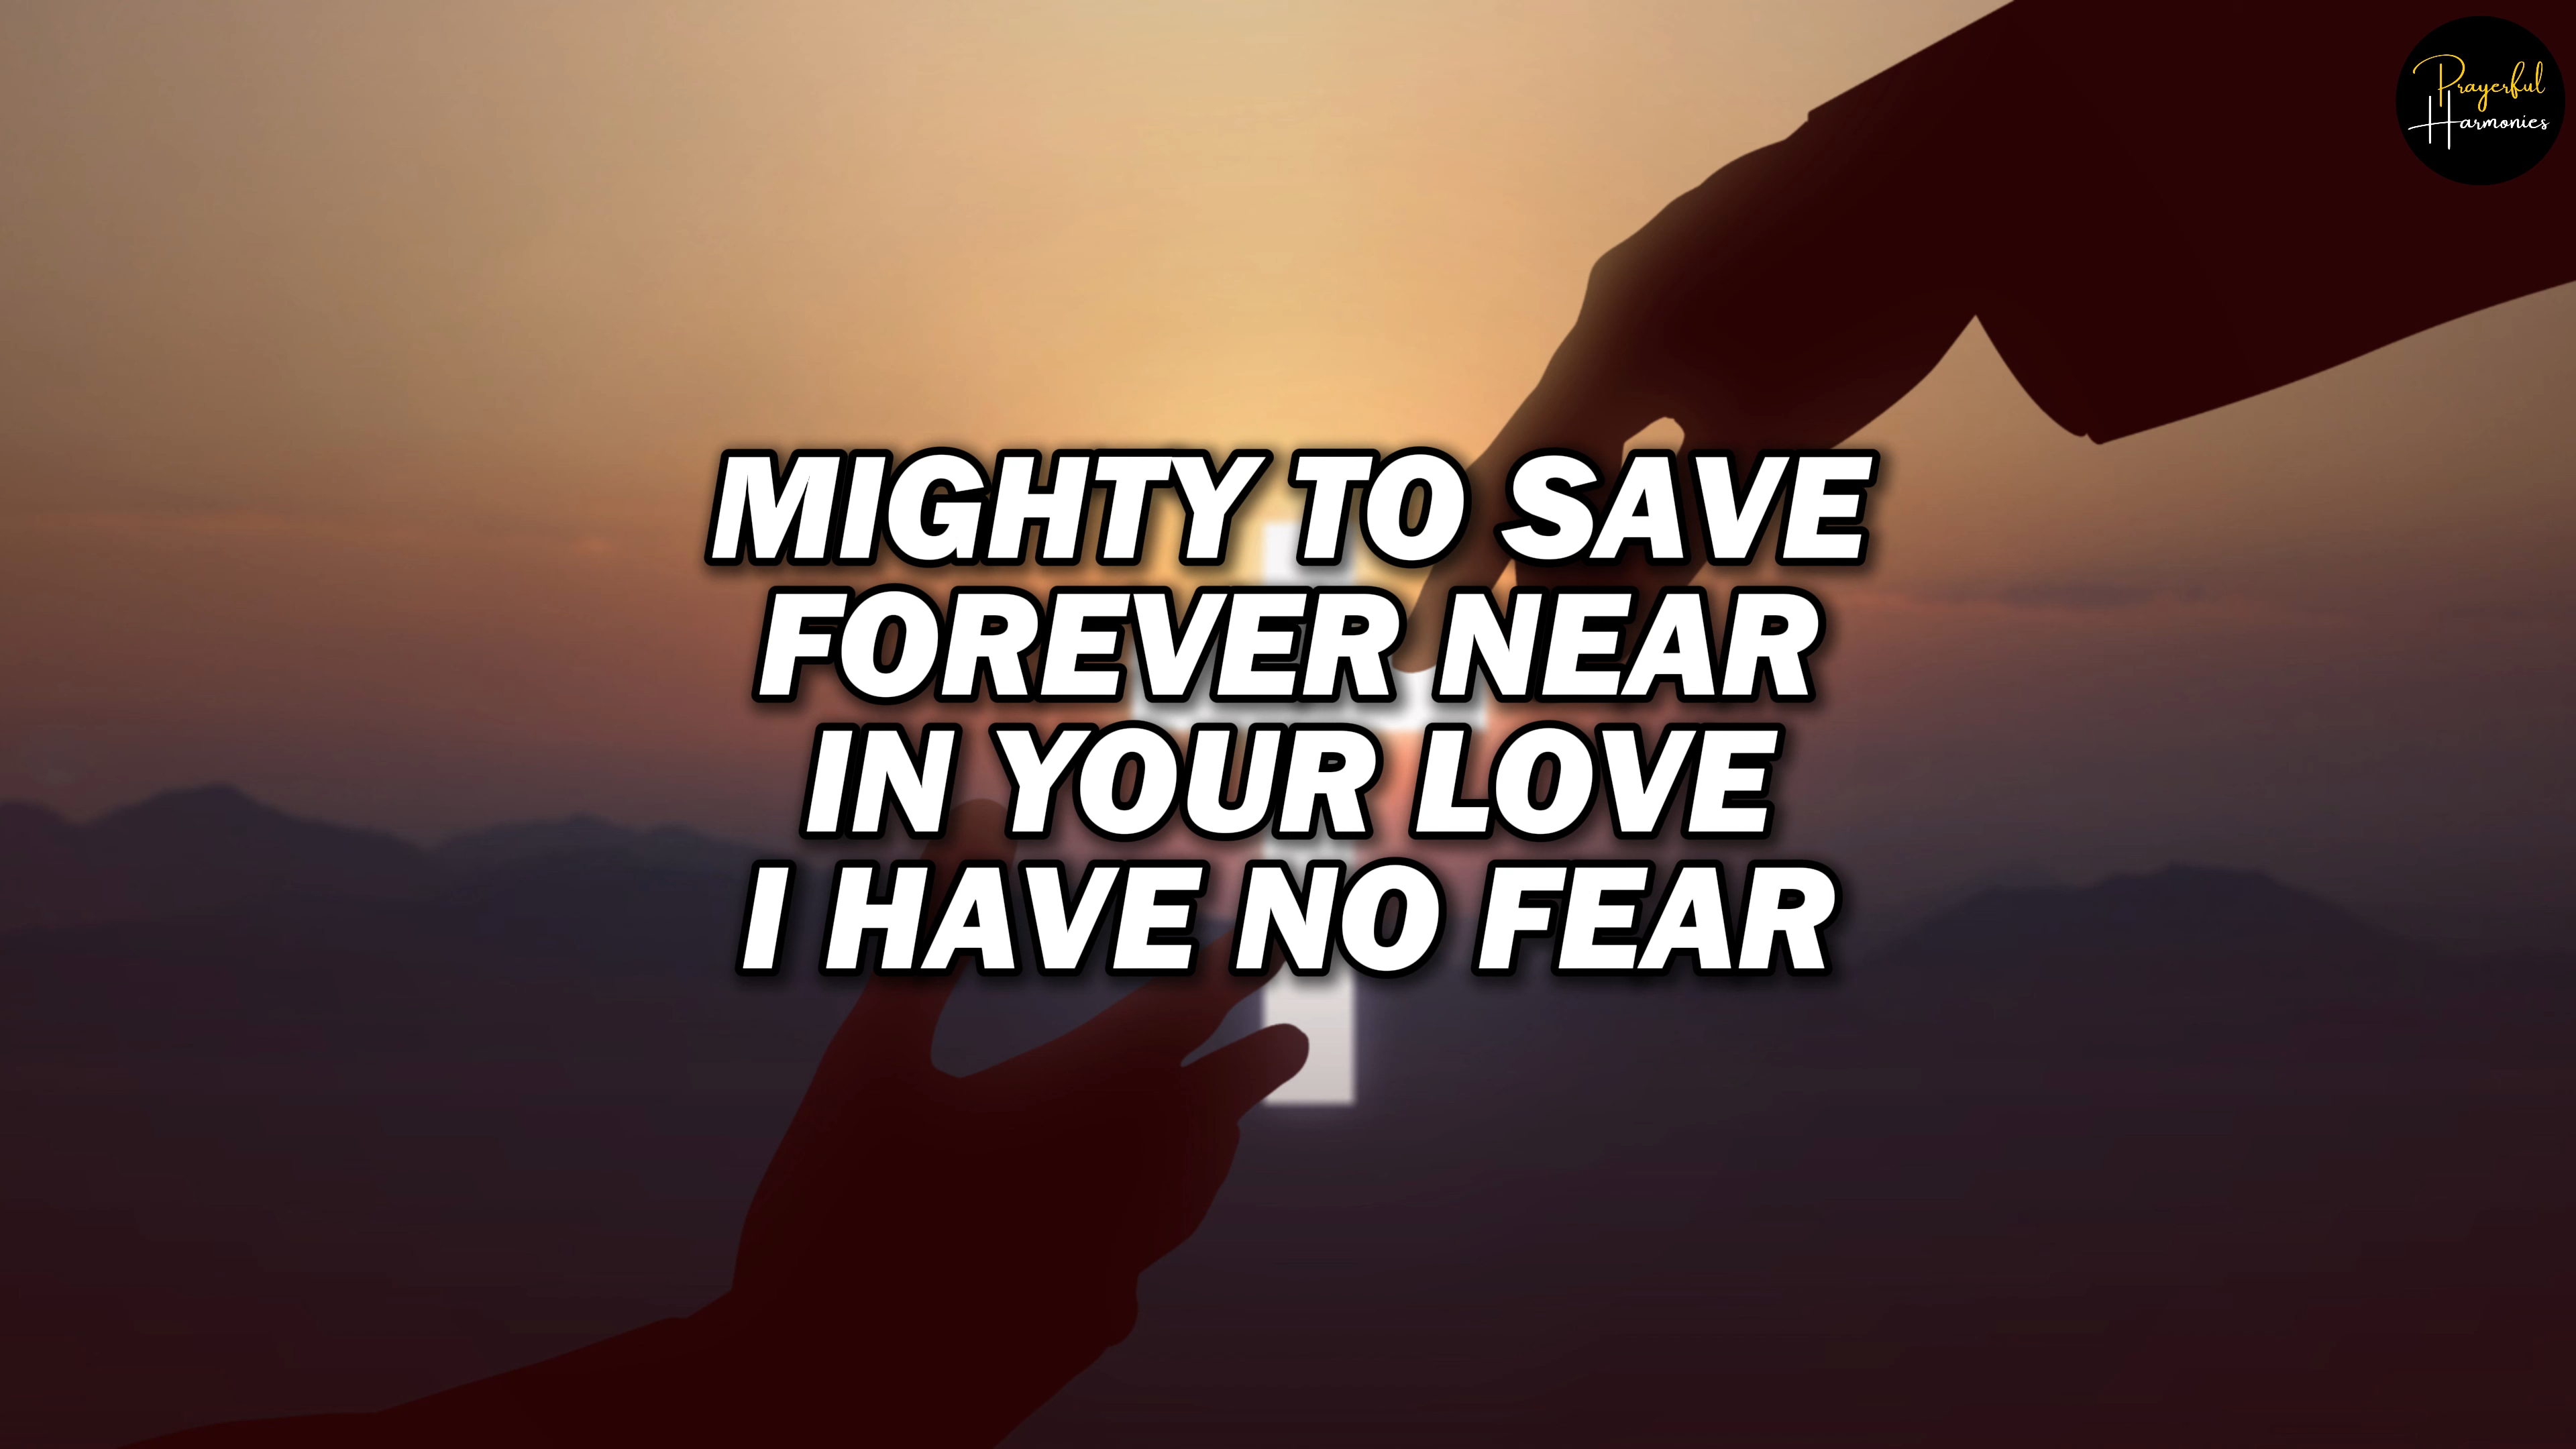 Prayerful
Harmonies
MIGHTY TO SAVE
FOREVER NEAR
IN YOUR LOVE
I HAVE NO FEAR